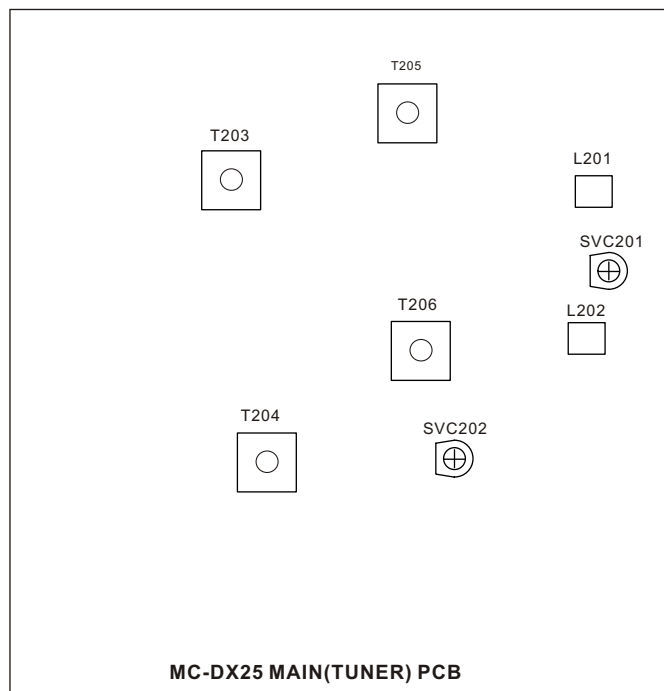 T205
T203
L201
SVC201
T206
L202
T204
SVC202
MC-DX25 MAIN(TUNER) PCB